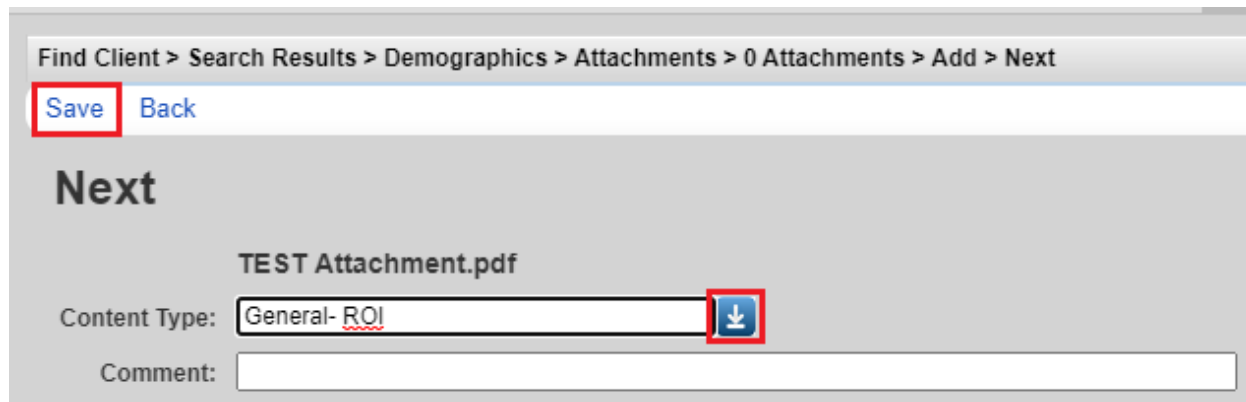 Find Client > Search Results > Demographics > Attachments > 0 Attachments > Add > Next
Save Back
Next
TEST Attachment.pdf
Content Type: General- ROI
Comment: